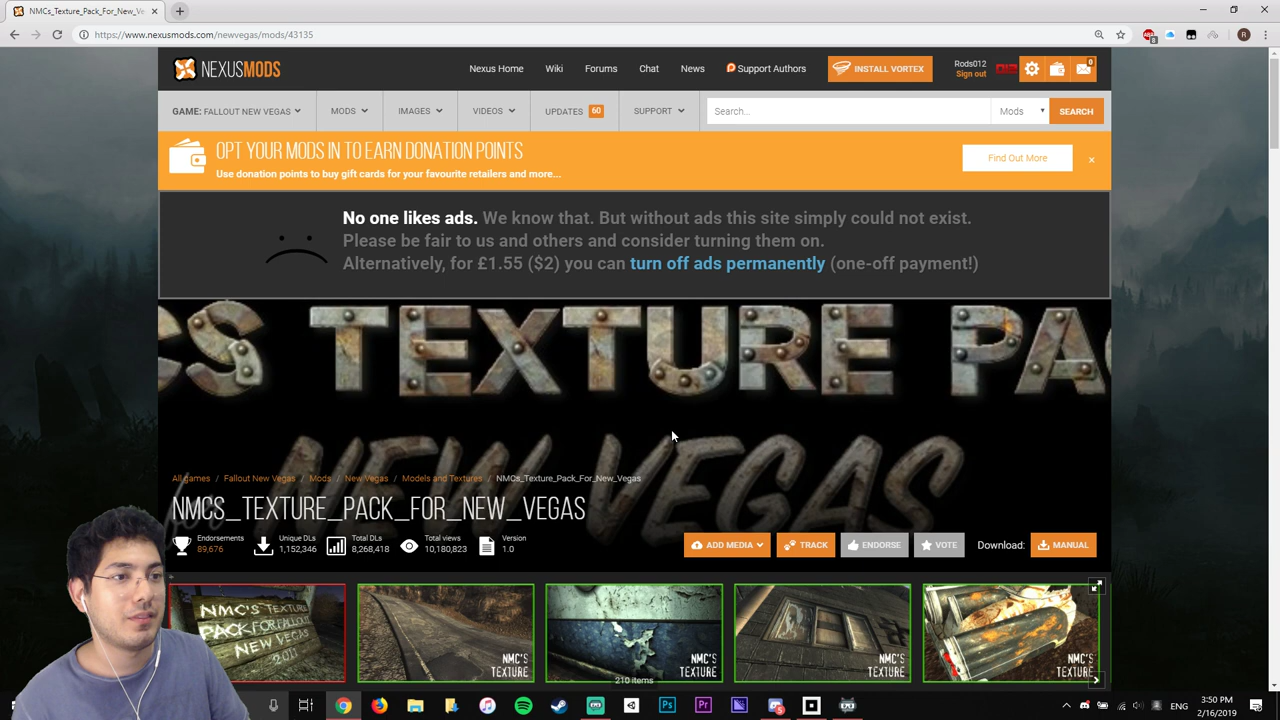 NMCs_Texture_Pack_For_New_Ve
https://www.nexusmods.com/newvegas/mods/43135
8
NEXUSMODS
Nexus Home
Wiki
Forums
Chat
News
Support Authors
INSTALL VORTEX
Rods012
Sign out
0
GAME: FALLOUT NEW VEGAS
MODS
IMAGES
VIDEOS
UPDATES 60
SUPPORT
Search...
Mods
SEARCH
OPT YOUR MODS IN TO EARN DONATION POINTS
Use donation points to buy gift cards for your favourite retailers and more...
Find Out More
No one likes ads. We know that. But without ads this site simply could not exist.
Please be fair to us and others and consider turning them on.
Alternatively, for £1.55 ($2) you can turn off ads permanently (one-off payment!)
CS TEXTURE PA
NEW VEGAS
All games / Fallout New Vegas / Mods / New Vegas / Models and Textures / NMCs_Texture_Pack_For_New_Vegas
NMCS_TEXTURE_PACK_FOR_NEW_VEGAS
Endorsements
89,676
Unique DLs
1,152,346
Total DLs
8,268,418
Total views
10,180,823
Version
1.0
ADD MEDIA
TRACK
ENDORSE
VOTE
Download:
MANUAL
NMC'S TEXTURE
PACK FOR FALLOUT
NEW VEGAS
2011
NMC'S
TEXTURE
NMC'S
TEXTURE
NMC'S
TEXTURE
NMC'S
TEXTURE
210 items
Ps
Pr
5
ENG
3:50 PM
2/16/2019